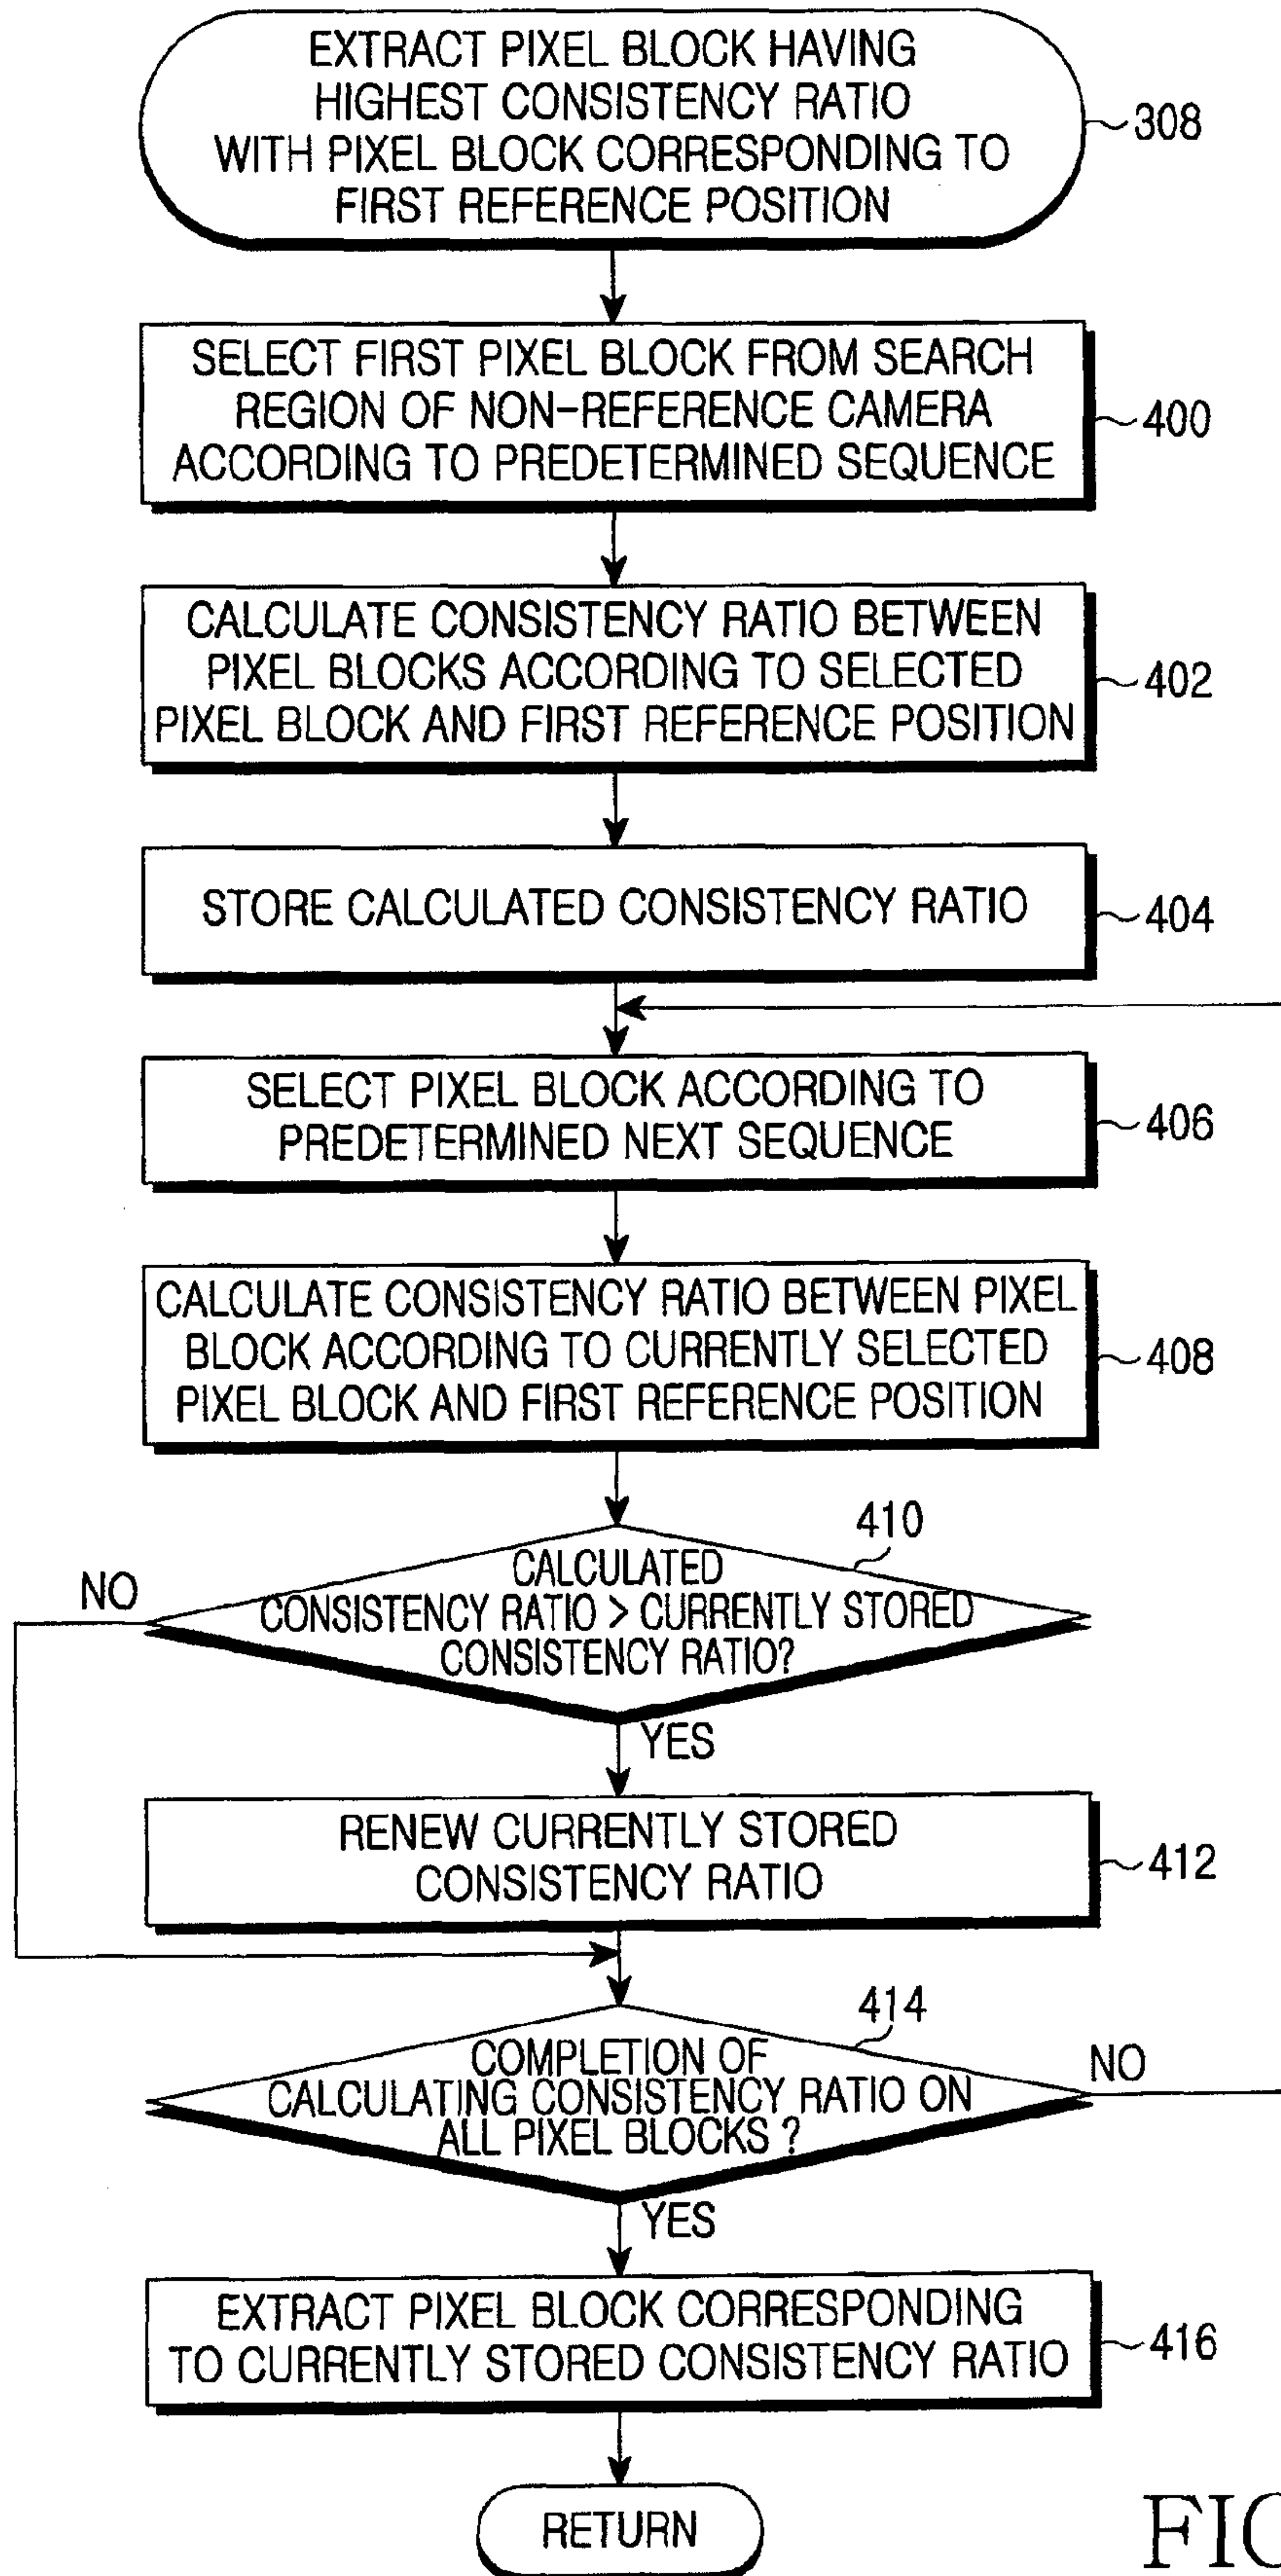 EXTRACT PIXEL BLOCK HAVING
HIGHEST CONSISTENCY RATIO
WITH PIXEL BLOCK CORRESPONDING TO
FIRST REFERENCE POSITION
308
SELECT FIRST PIXEL BLOCK FROM SEARCH
REGION OF NON-REFERENCE CAMERA
ACCORDING TO PREDETERMINED SEQUENCE
400
CALCULATE CONSISTENCY RATIO BETWEEN
PIXEL BLOCKS ACCORDING TO SELECTED
PIXEL BLOCK AND FIRST REFERENCE POSITION
402
STORE CALCULATED CONSISTENCY RATIO
404
SELECT PIXEL BLOCK ACCORDING TO
PREDETERMINED NEXT SEQUENCE
406
CALCULATE CONSISTENCY RATIO BETWEEN PIXEL
BLOCK ACCORDING TO CURRENTLY SELECTED
PIXEL BLOCK AND FIRST REFERENCE POSITION
408
410
NO
CALCULATED
CONSISTENCY RATIO > CURRENTLY STORED
CONSISTENCY RATIO?
YES
RENEW CURRENTLY STORED
CONSISTENCY RATIO
412
414
COMPLETION OF
CALCULATING CONSISTENCY RATIO ON
ALL PIXEL BLOCKS ?
NO
YES
EXTRACT PIXEL BLOCK CORRESPONDING
TO CURRENTLY STORED CONSISTENCY RATIO
416
RETURN